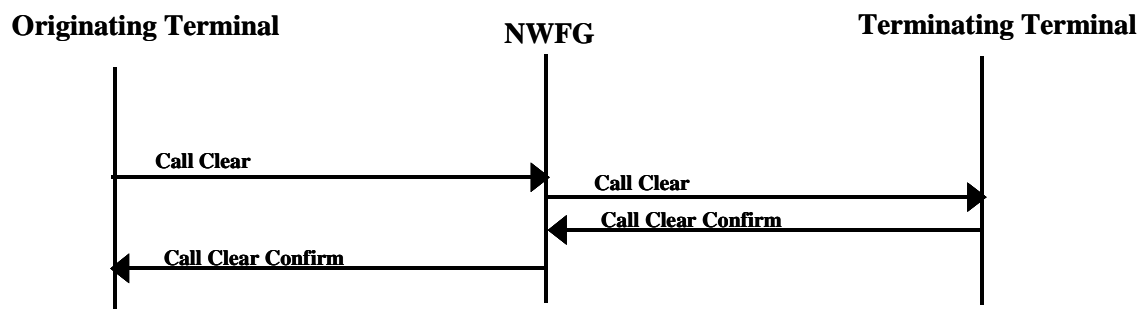 Originating Terminal
NWFG
Terminating Terminal
Call Clear
Call Clear
Call Clear Confirm
Call Clear Confirm